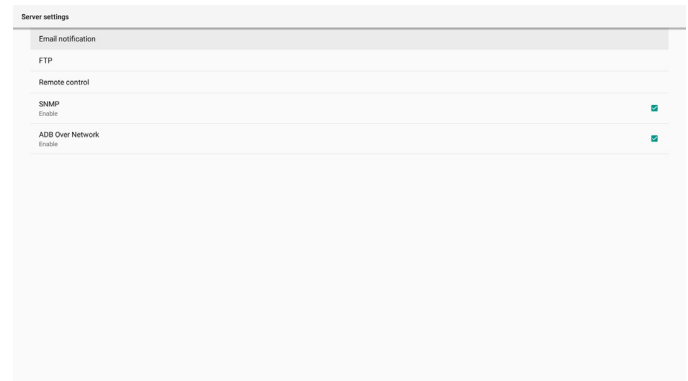 Server settings
Email notification
FTP
Remote control
SNMP
Enable
ADB Over Network
Enable